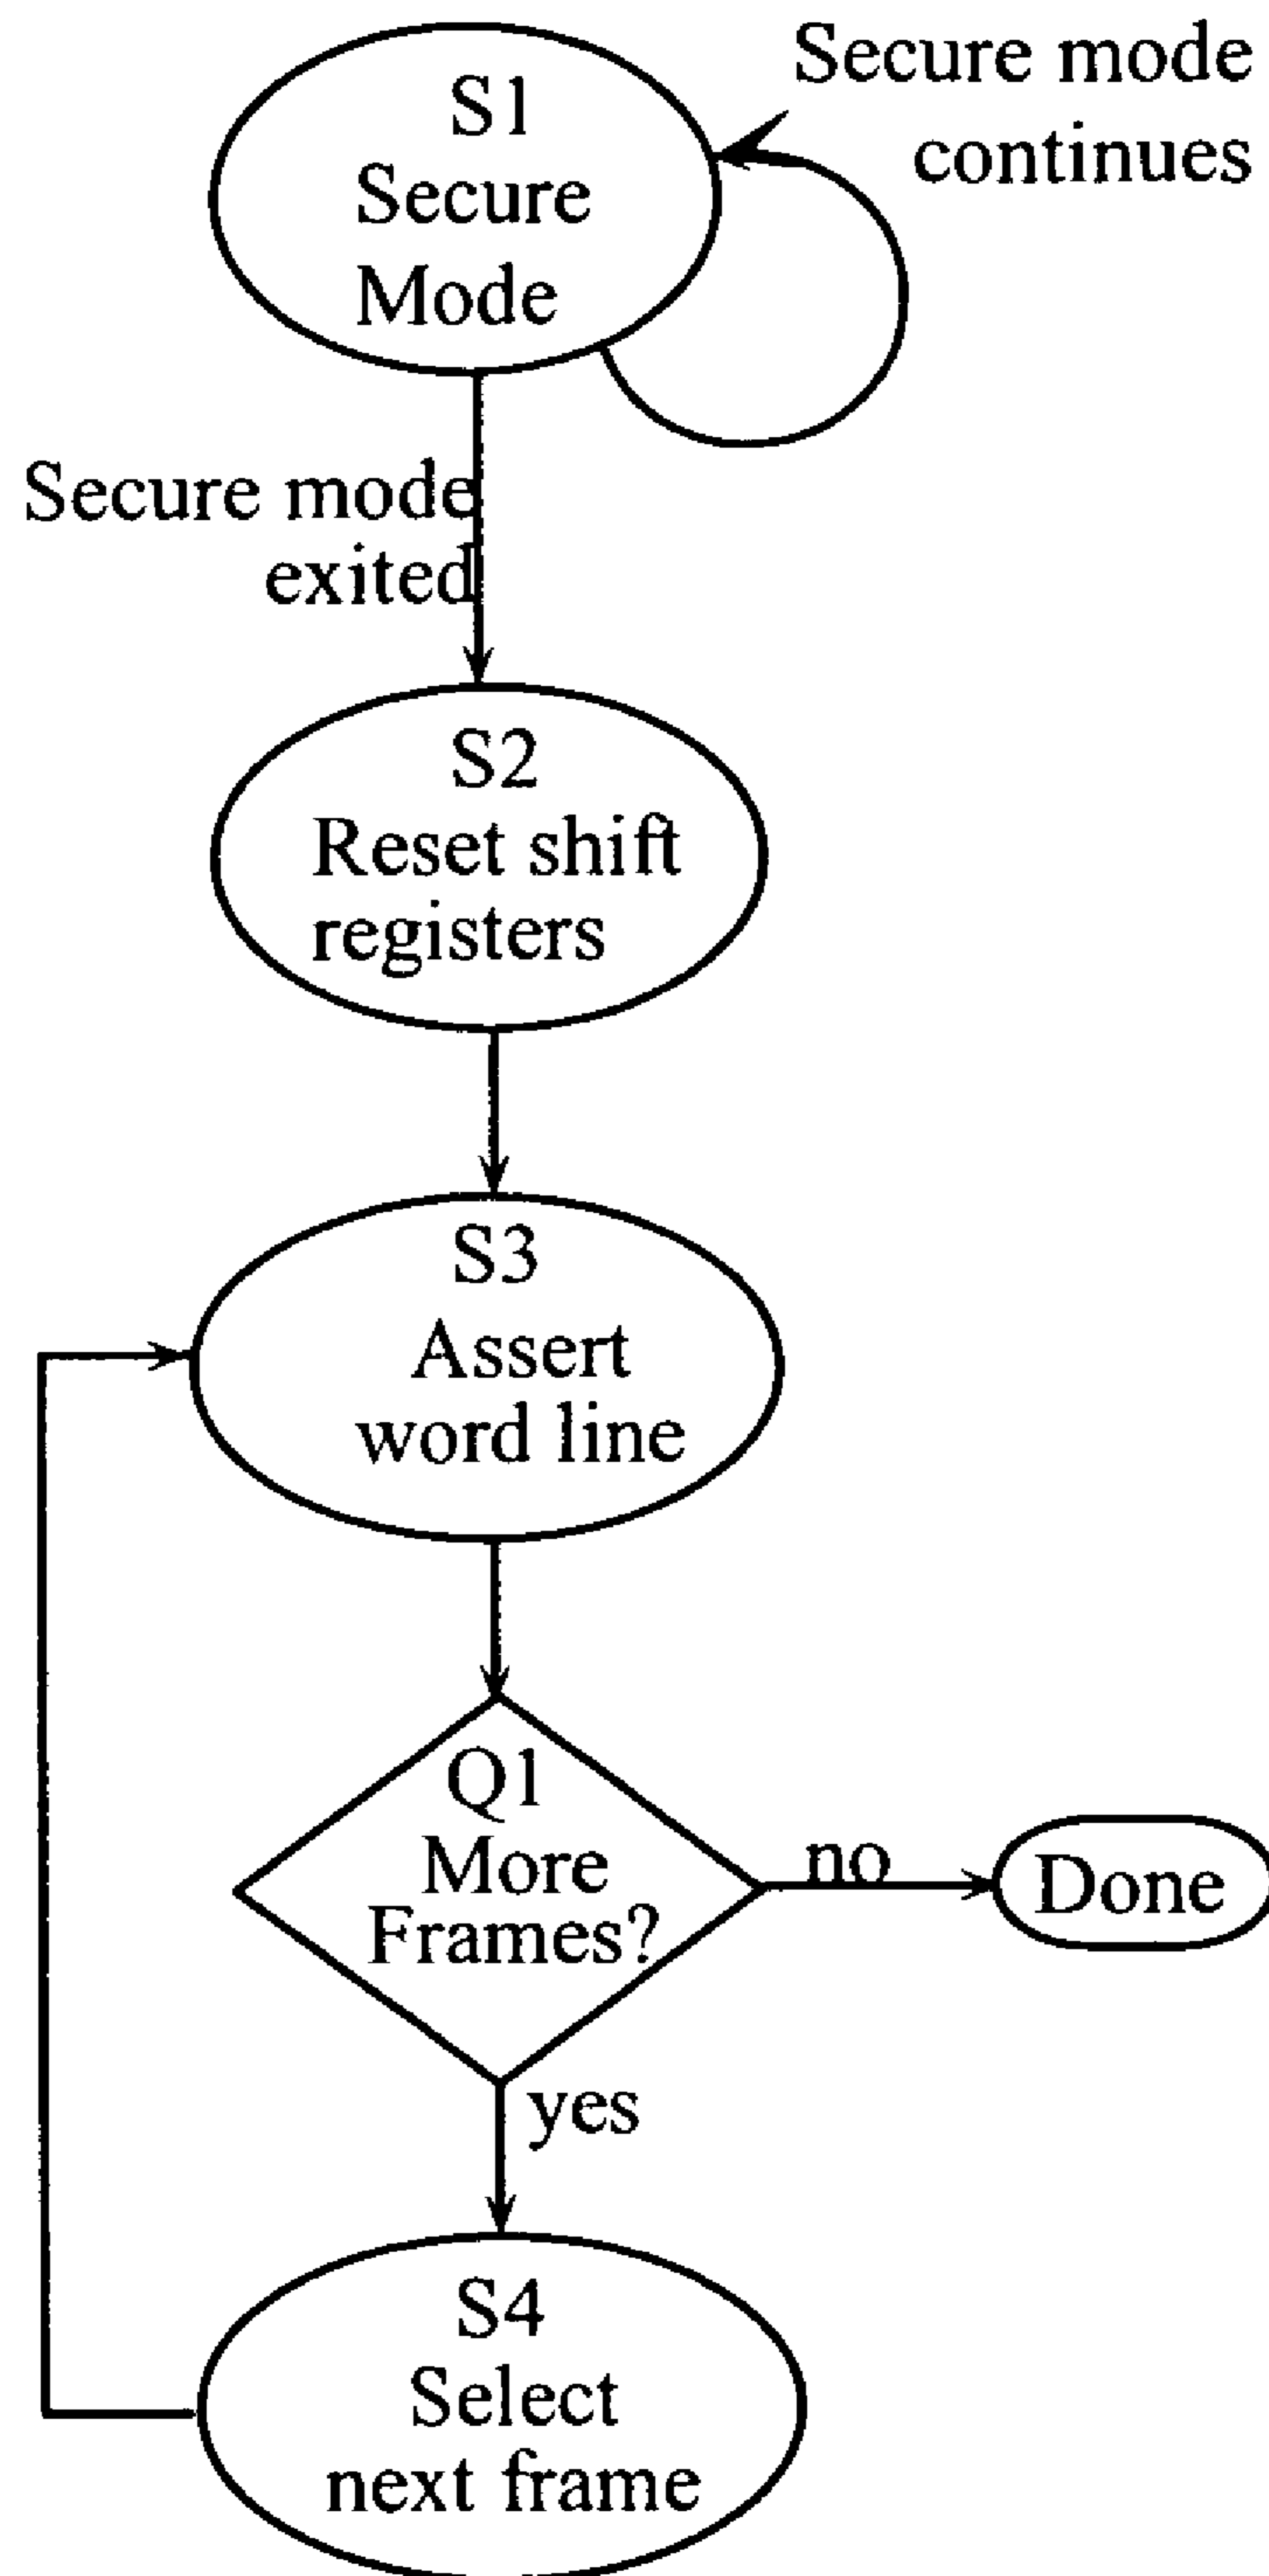 S1
Secure
Mode
Secure mode
continues
Secure mode
exited
S2
Reset shift
registers
S3
Assert
word line
Q1
More
Frames?
no
Done
yes
S4
Select
next frame